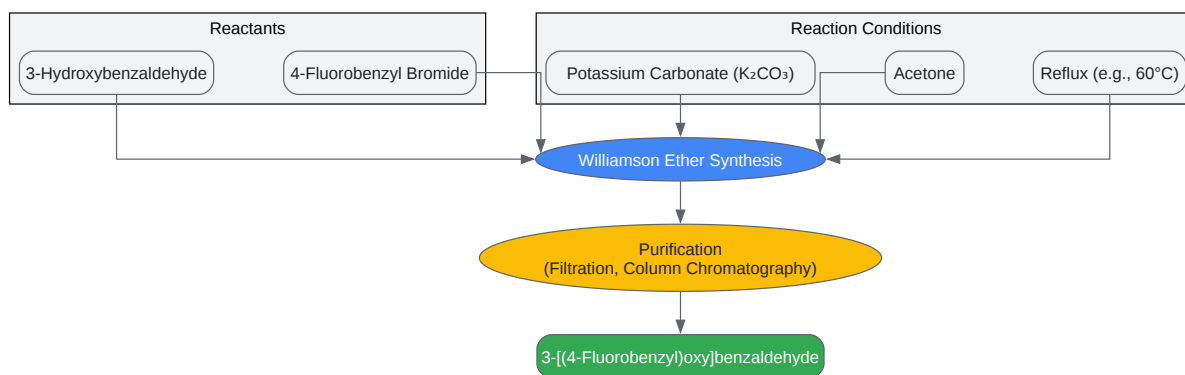 Reactants
Reaction Conditions
3-Hydroxybenzaldehyde
4-Fluorobenzyl Bromide
Potassium Carbonate (K₂CO₃)
Acetone
Reflux (e.g., 60°C)
Williamson Ether Synthesis
Purification
(Filtration, Column Chromatography)
3-[(4-Fluorobenzyl)oxy]benzaldehyde